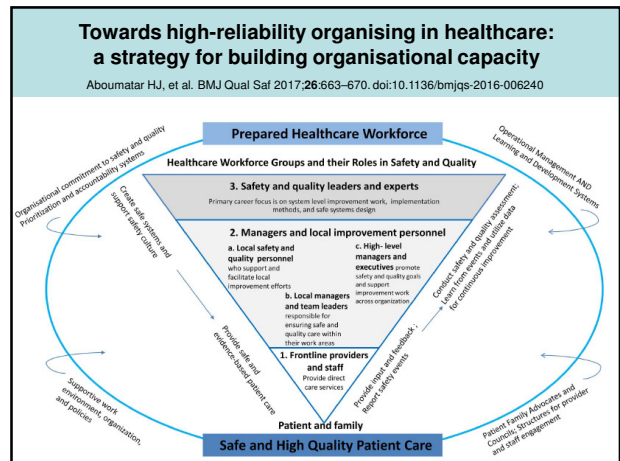 Towards high-reliability organising in healthcare:
a strategy for building organisational capacity
Aboumatar HJ, et al. BMJ Qual Saf 2017;26:663–670. doi:10.1136/bmjqs-2016-006240
Prepared Healthcare Workforce
Healthcare Workforce Groups and their Roles in Safety and Quality
Organisational commitment to safety and quality
Prioritization and accountability systems
Operational Management AND
Learning and Development Systems
Create safe systems and
support safety culture
3. Safety and quality leaders and experts
Primary career focus is on system level improvement work, implementation
methods, and safe systems design
2. Managers and local improvement personnel
a. Local safety and
quality personnel
who support and
facilitate local
improvement efforts
c. High- level
managers and
executives promote
safety and quality goals
and support
improvement work
across organization
b. Local managers
and team leaders
responsible for
ensuring safe and
quality care within
their work areas
Conduct safety and quality assessment;
Learn from events and utilize data
for continuous improvement
1. Frontline providers
and staff
Provide direct
care services
Provide safe and
evidence-based patient care
Provide input and feedback ;
Report safety events
Supportive work
environment, organization,
and policies
Patient Family Advocates and
Councils; Structures for provider
and staff engagement
Patient and family
Safe and High Quality Patient Care